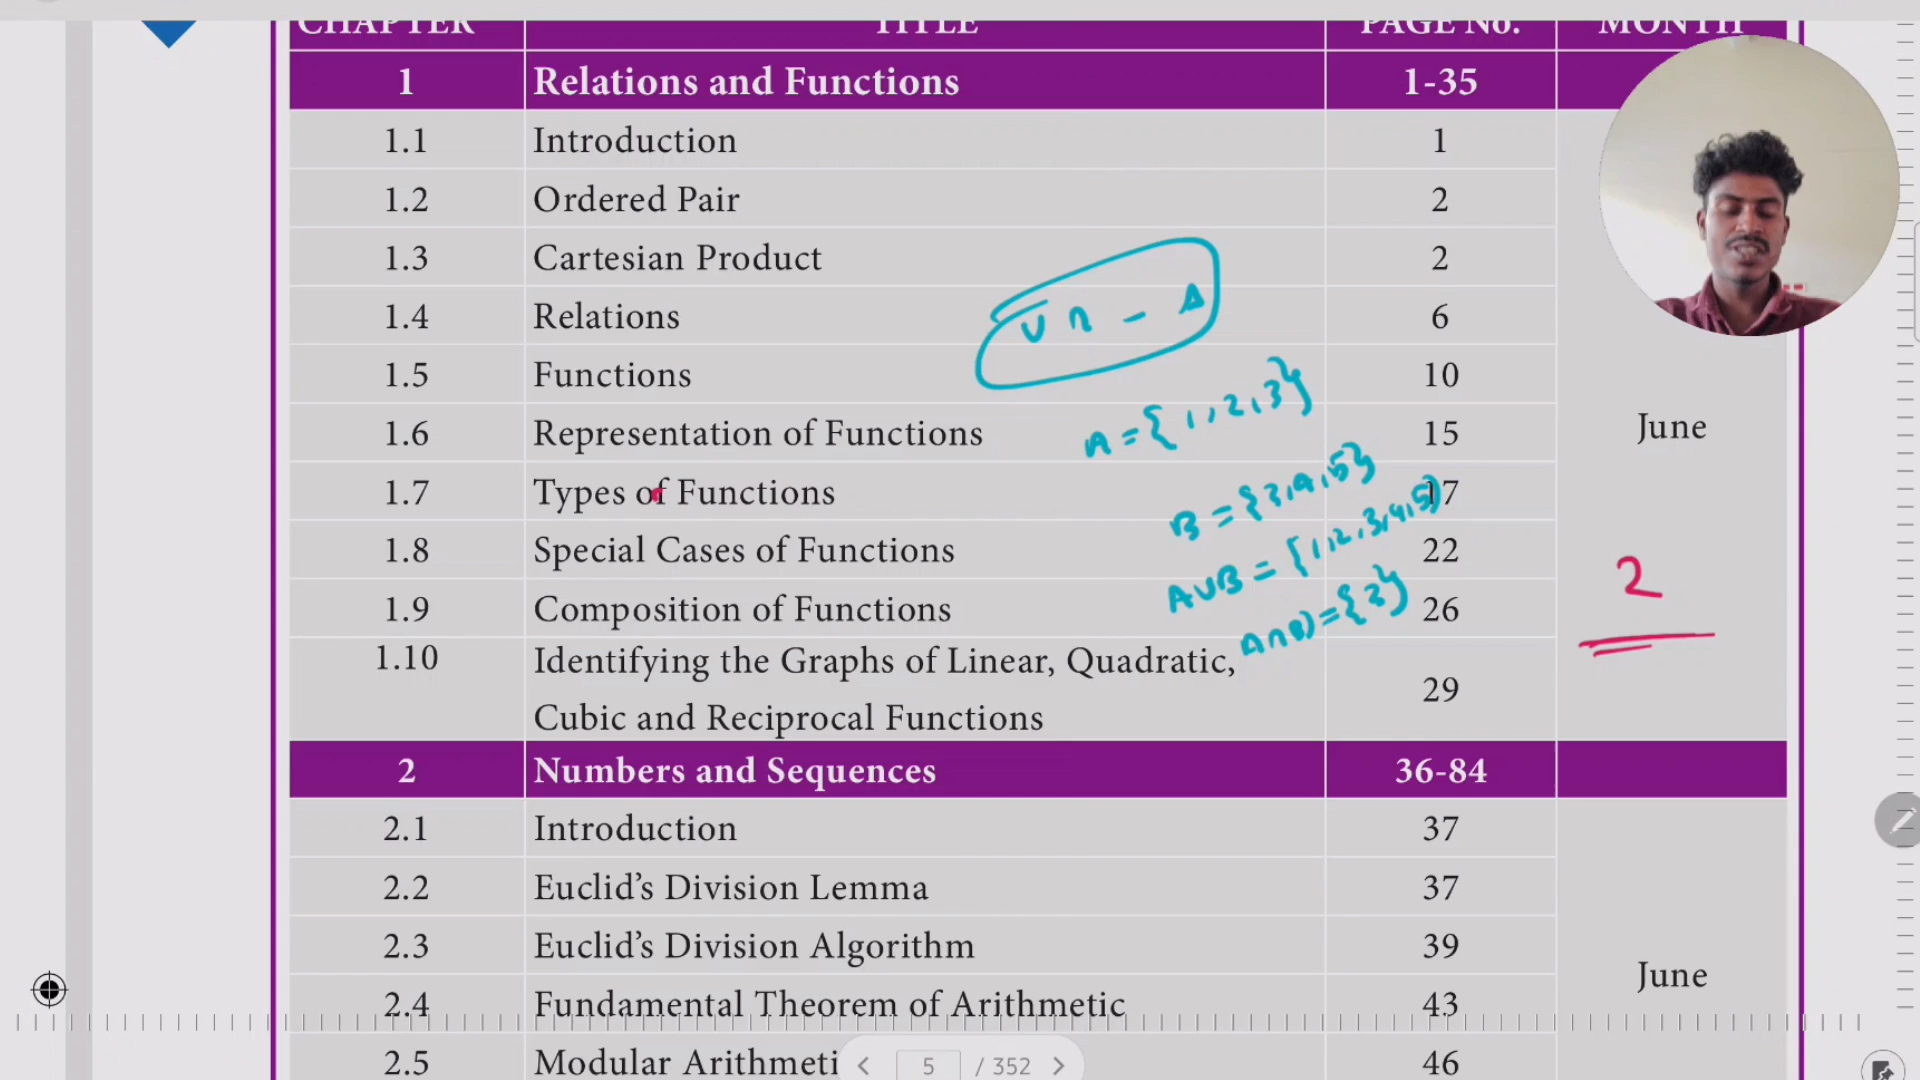 CHAPTER TITLE PAGE No. MONTH
1 Relations and Functions 1-35
1.1 Introduction 1
1.2 Ordered Pair 2
1.3 Cartesian Product 2
1.4 Relations 6
∪ ∩ - Δ
1.5 Functions 10
A = {1, 2, 3}
1.6 Representation of Functions 15 June
1.7 Types of Functions 17
B = {3, 4, 5}
1.8 Special Cases of Functions 22
A∪B = {1, 2, 3, 4, 5}
2
1.9 Composition of Functions 26
A∩B) = {3}
1.10 Identifying the Graphs of Linear, Quadratic,
Cubic and Reciprocal Functions 29
2 Numbers and Sequences 36-84
2.1 Introduction 37
2.2 Euclid’s Division Lemma 37
2.3 Euclid’s Division Algorithm 39
June
2.4 Fundamental Theorem of Arithmetic 43
2.5 Modular Arithmeti 46
5 / 352